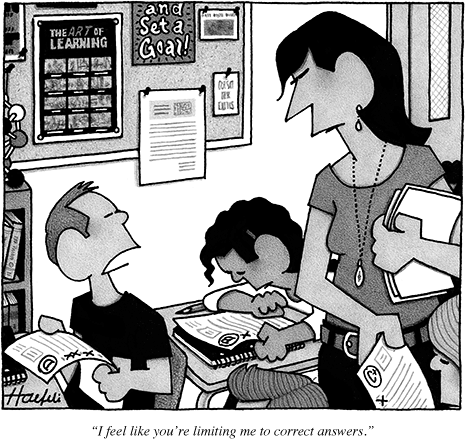 and
Set a
Goal!
THE ART OF
LEARNING
Haefeli
"I feel like you're limiting me to correct answers."